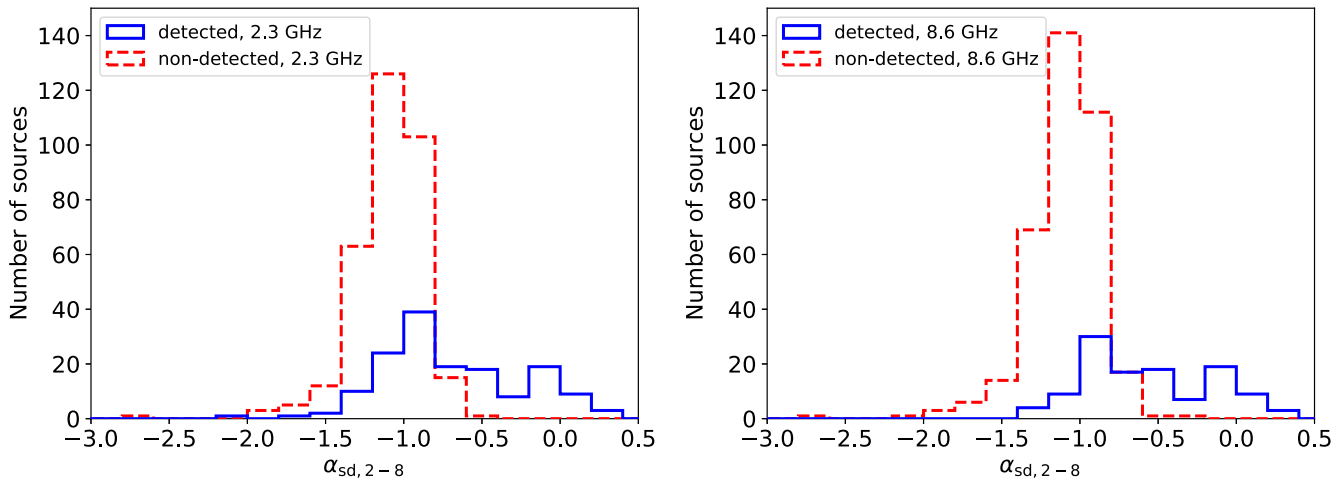 detected, 2.3 GHz
non-detected, 2.3 GHz
Number of sources
140
120
100
80
60
40
20
0
−3.0 −2.5 −2.0 −1.5 −1.0 −0.5 0.0 0.5
α sd, 2 − 8
detected, 8.6 GHz
non-detected, 8.6 GHz
Number of sources
140
120
100
80
60
40
20
0
−3.0 −2.5 −2.0 −1.5 −1.0 −0.5 0.0 0.5
α sd, 2 − 8